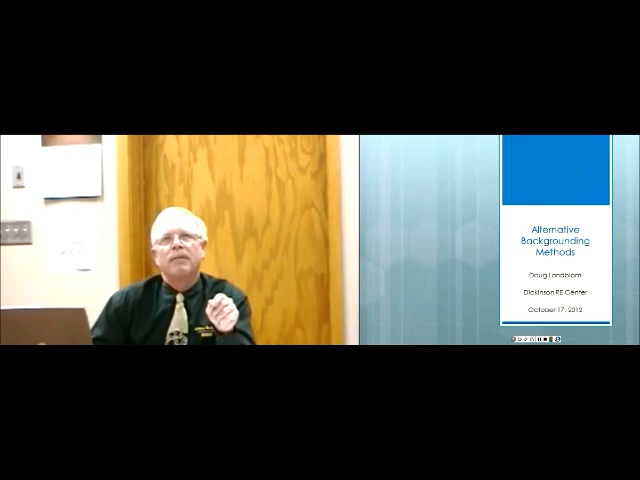 Alternative
Backgrounding
Methods
Doug Landblom
Dickinson RE Center
October 17, 2012